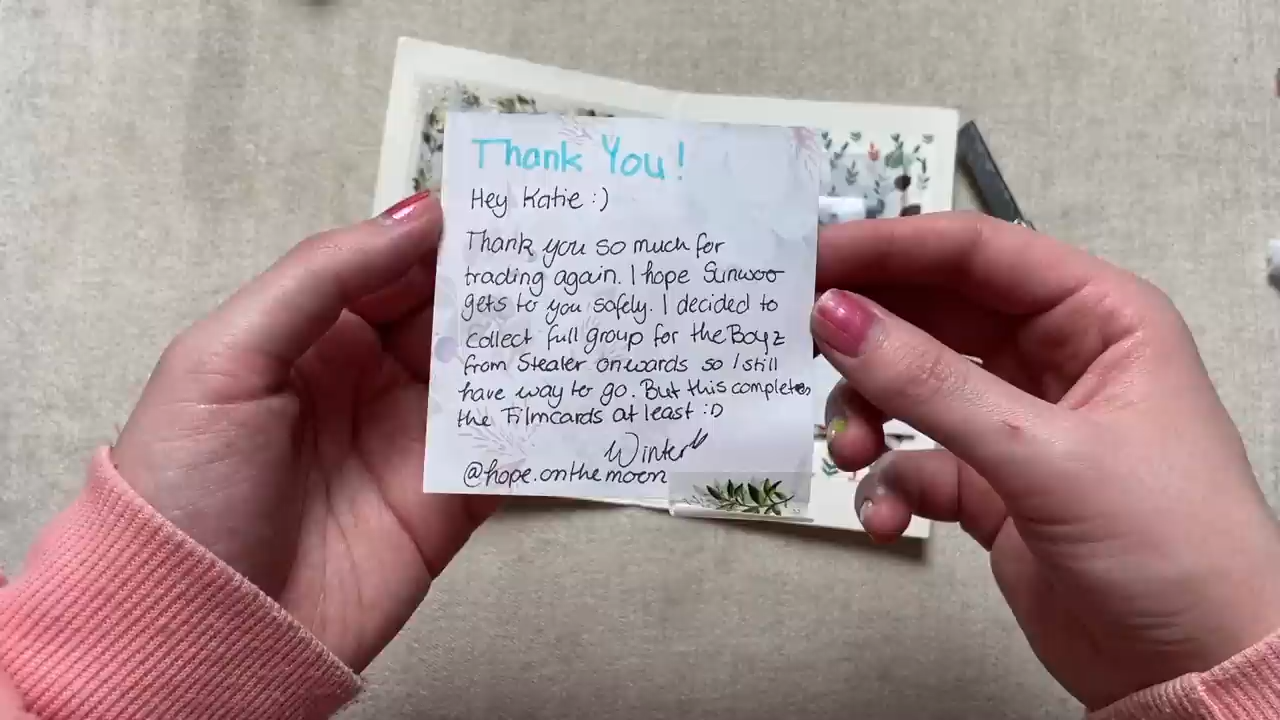 Thank You!
Hey Katie :)
Thank you so much for
trading again. I hope Sunwoo
gets to you safely. I decided to
collect full group for the Boyz
from Stealer onwards so I still
have way to go. But this completes
the Filmcards at least :D
Winter
@hope.onthemoon